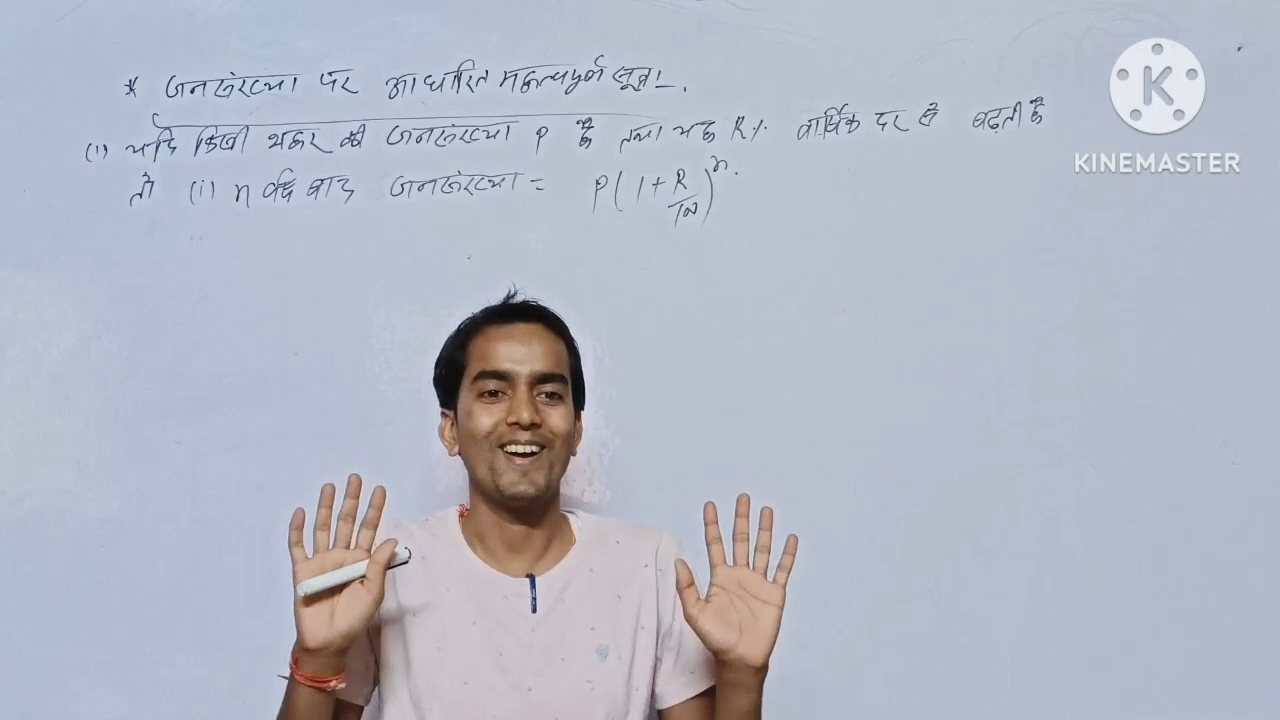 * जनसंख्या पर आधारित महत्वपूर्ण सूत्र :-
(1) यदि किसी शहर की जनसंख्या P है तथा यह R% वार्षिक दर से बढ़ती है
तो (i) n वर्ष बाद जनसंख्या = P(1+R/100)^n.
K
KINEMASTER